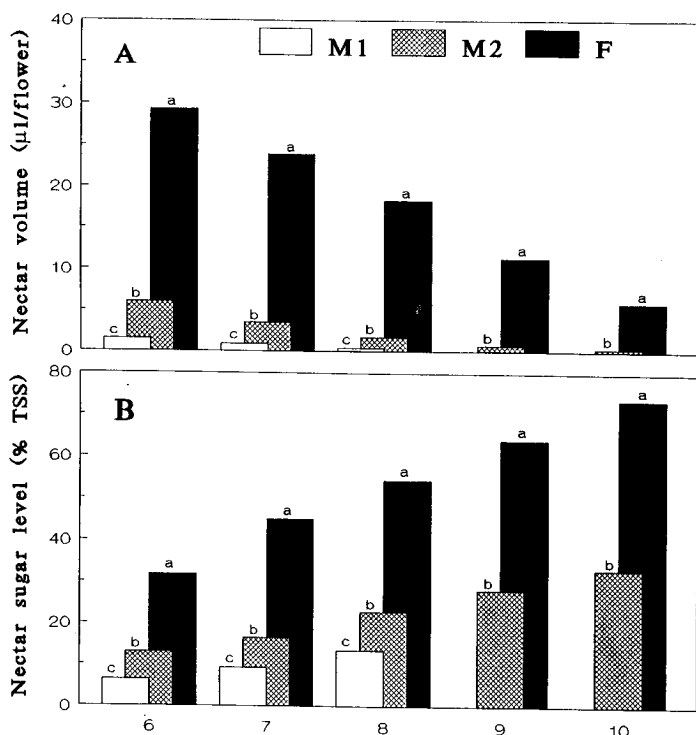 40
A
M1 M2 F
Nectar volume (μl/flower)
30
a
a
20
a
a
10
b
a
c
b
c
b
c
b
b
0
80
B
Nectar sugar level (% TSS)
a
a
60
a
a
40
a
b
b
20
b
b
b
c
c
c
0
6 7 8 9 10